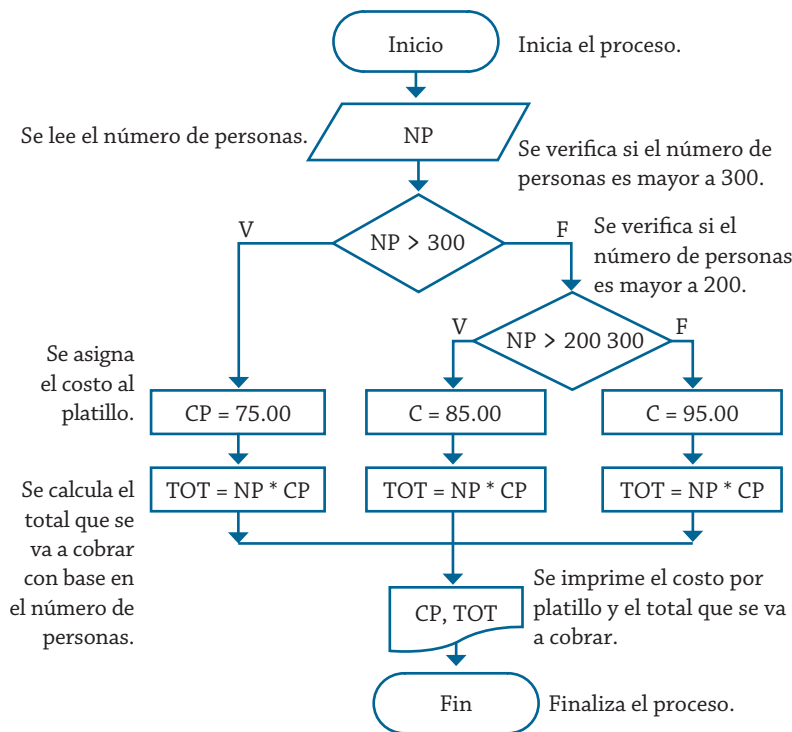 Inicio
Inicia el proceso.
Se lee el número de personas.
NP
Se verifica si el número de
personas es mayor a 300.
V
NP > 300
F
Se verifica si el
número de personas
es mayor a 200.
V
NP > 200 300
F
Se asigna
el costo al
platillo.
CP = 75.00
C = 85.00
C = 95.00
Se calcula el
total que se
va a cobrar
con base en
el número de
personas.
TOT = NP * CP
TOT = NP * CP
TOT = NP * CP
CP, TOT
Se imprime el costo por
platillo y el total que se va
a cobrar.
Fin
Finaliza el proceso.